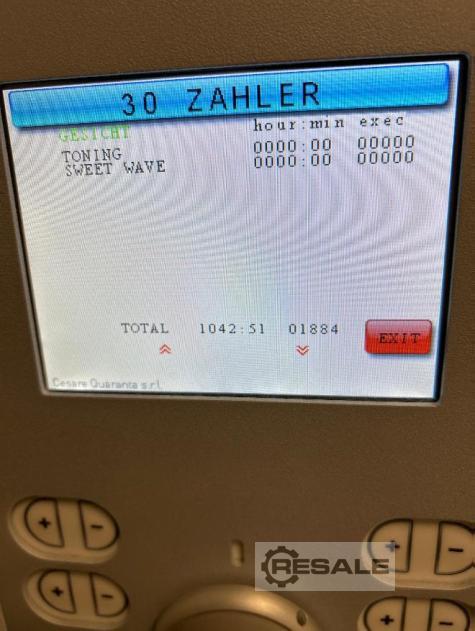 30 ZAHLER
hour:min exec
GESICHT
TONING 0000:00 00000
SWEET WAVE 0000:00 00000
TOTAL 1042:51 01884
EXIT
Cesare Quaranta s.r.l.
+ -
+ -
+ -
+ -
RESALE